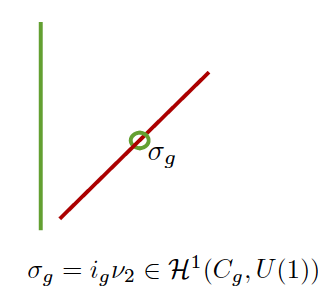 σ_g
σ_g = i_g ν_2 ∈ ℋ^1(C_g, U(1))